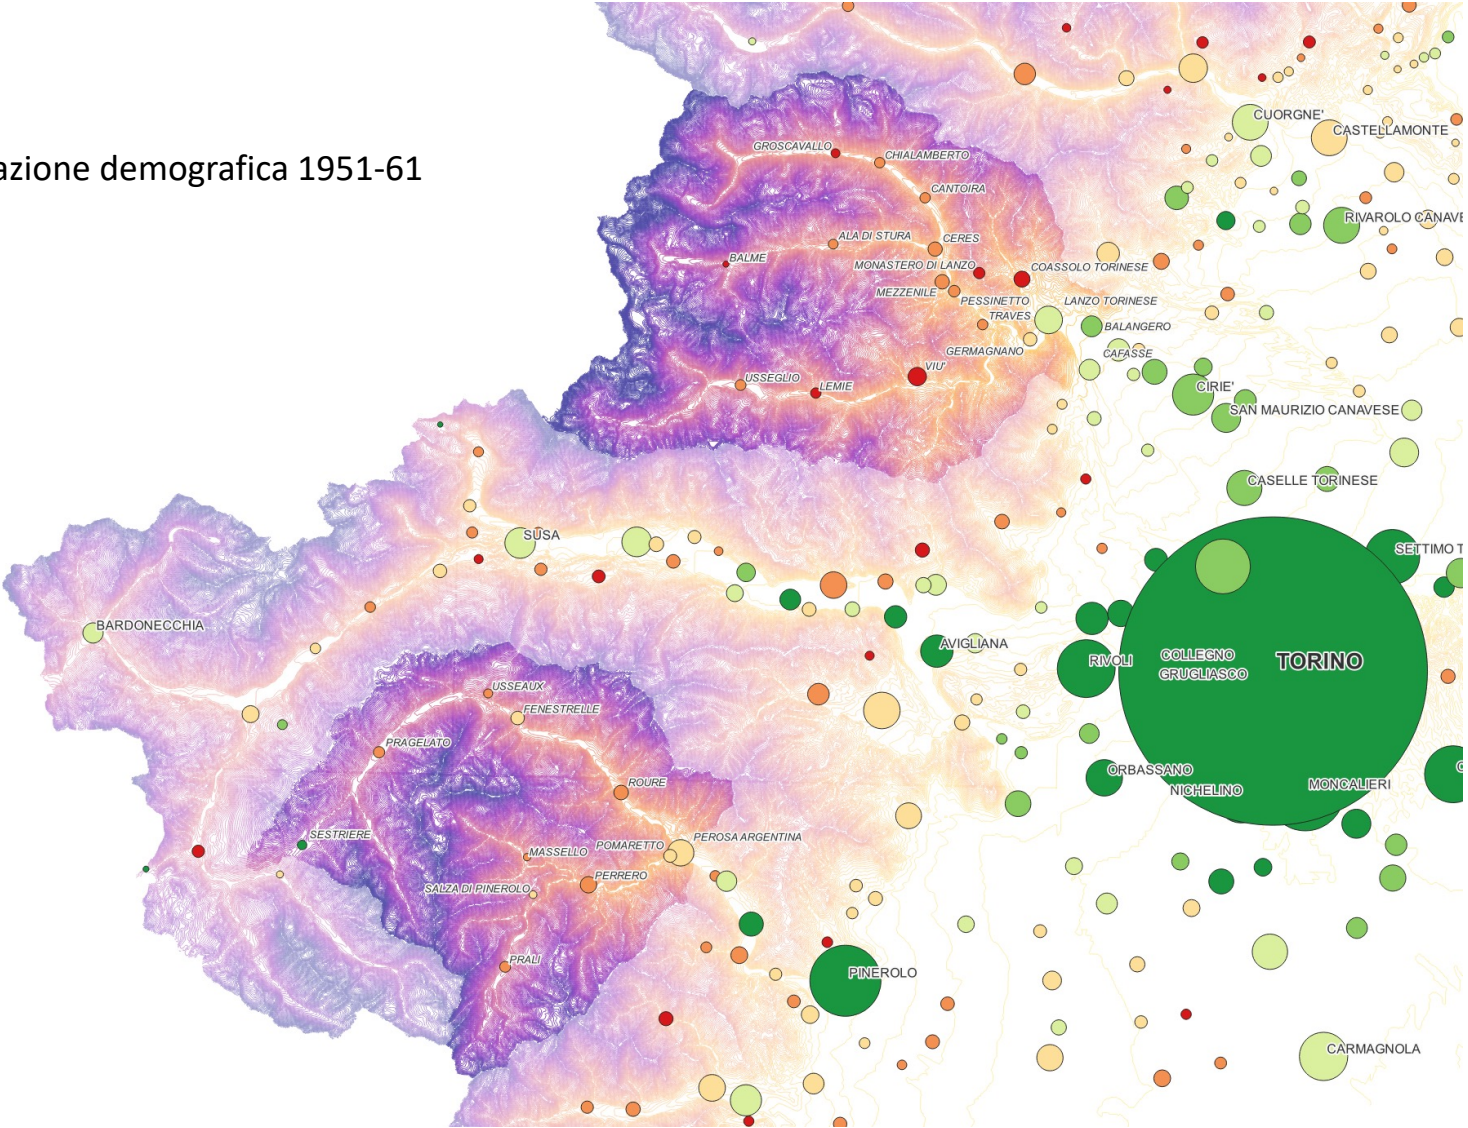 azione demografica 1951-61
CUORGNE'
CASTELLAMONTE
GROSCAVALLO
CHIALAMBERTO
CANTOIRA
RIVAROLO CANAVE
ALA DI STURA
CERES
BALME
MONASTERO DI LANZO
COASSOLO TORINESE
MEZZENILE
PESSINETTO
LANZO TORINESE
TRAVES
BALANGERO
GERMAGNANO
CAFASSE
VIU'
USSEGLIO
LEMIE
CIRIE'
SAN MAURIZIO CANAVESE
CASELLE TORINESE
SUSA
SETTIMO T
BARDONECCHIA
AVIGLIANA
RIVOLI
COLLEGNO
TORINO
GRUGLIASCO
USSEAUX
FENESTRELLE
PRAGELATO
ORBASSANO
ROURE
NICHELINO
MONCALIERI
SESTRIERE
PEROSA ARGENTINA
MASSELLO
POMARETTO
PERRERO
SALZA DI PINEROLO
PRALI
PINEROLO
CARMAGNOLA